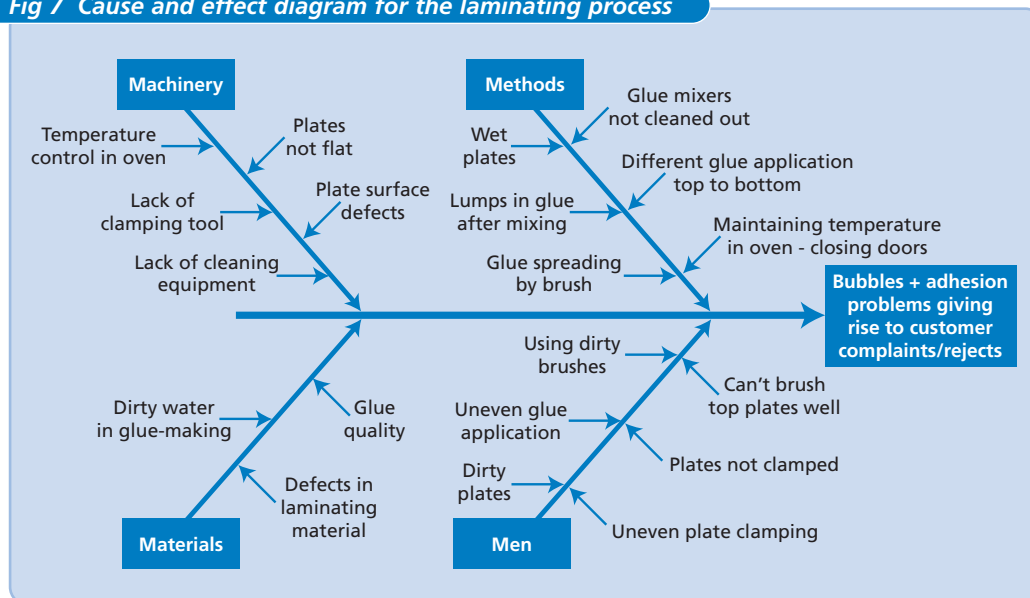 Fig 7 Cause and effect diagram for the laminating process
Machinery
Methods
Temperature
control in oven
Plates
not flat
Lack of
clamping tool
Plate surface
defects
Lack of cleaning
equipment
Wet
plates
Glue mixers
not cleaned out
Different glue application
top to bottom
Lumps in glue
after mixing
Maintaining temperature
in oven - closing doors
Glue spreading
by brush
Bubbles + adhesion
problems giving
rise to customer
complaints/rejects
Dirty water
in glue-making
Glue
quality
Defects in
laminating
material
Using dirty
brushes
Can't brush
top plates well
Uneven glue
application
Plates not clamped
Dirty
plates
Uneven plate clamping
Materials
Men